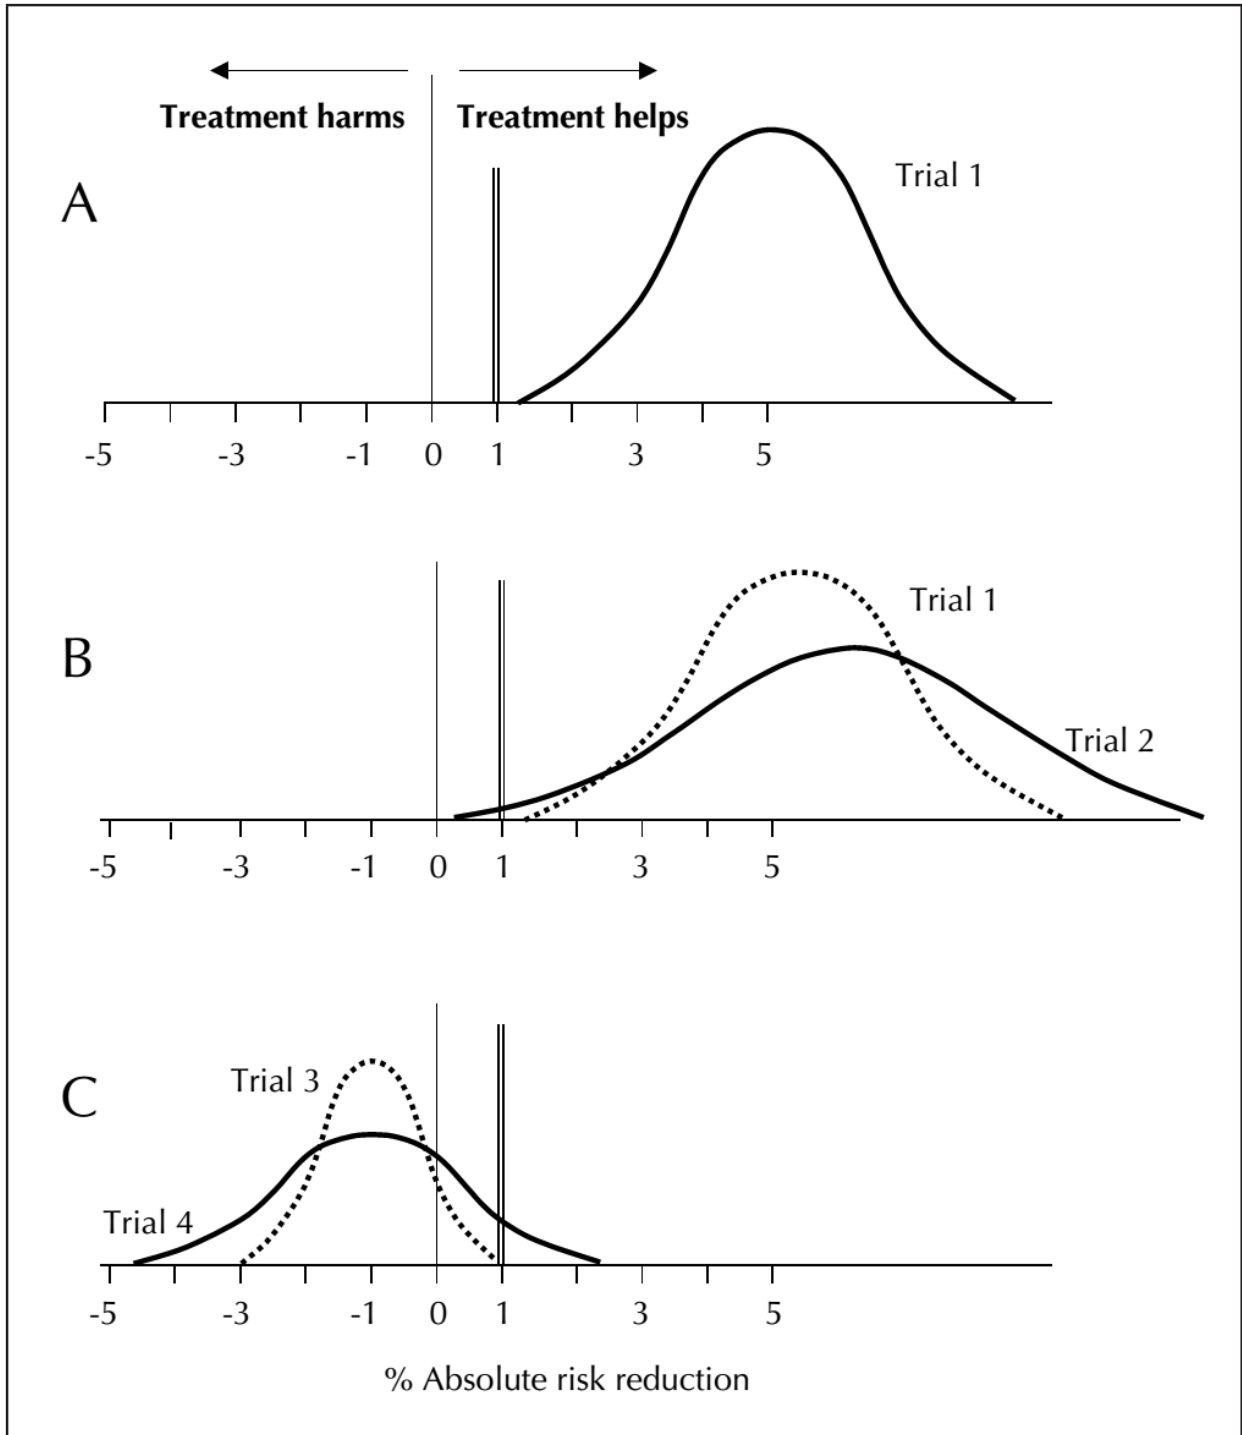 Treatment harms Treatment helps
Trial 1
A
-5 -3 -1 0 1 3 5
Trial 1
B
Trial 2
-5 -3 -1 0 1 3 5
Trial 3
C
Trial 4
-5 -3 -1 0 1 3 5
% Absolute risk reduction